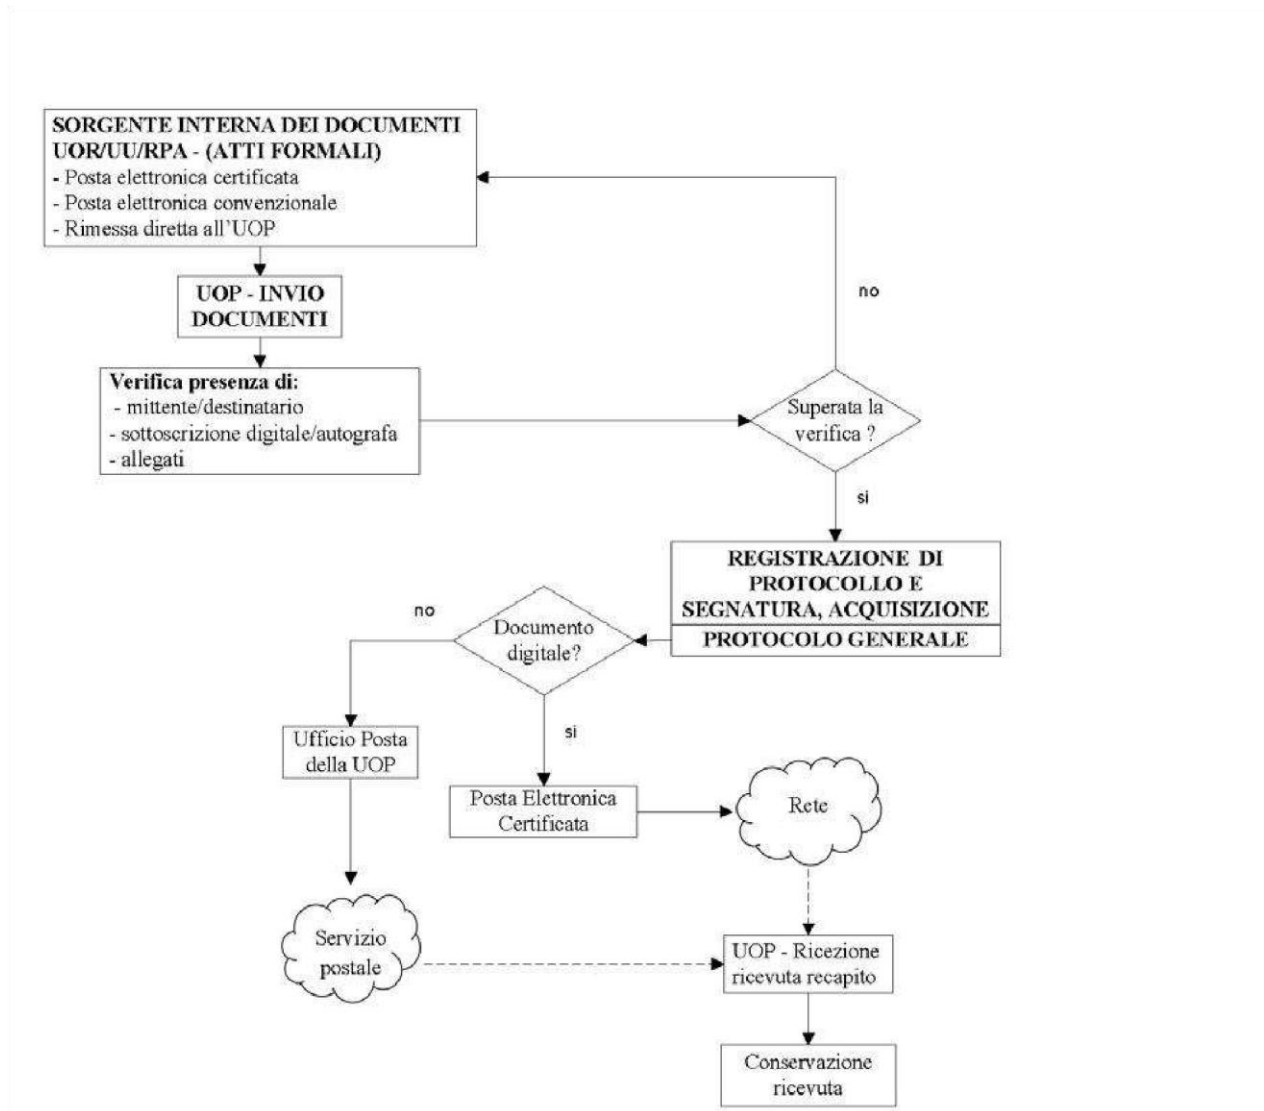 SORGENTE INTERNA DEI DOCUMENTI
UOR/UU/RPA - (ATTI FORMALI)
- Posta elettronica certificata
- Posta elettronica convenzionale
- Rimessa diretta all'UOP
UOP - INVIO
DOCUMENTI
Verifica presenza di:
- mittente/destinatario
- sottoscrizione digitale/autografa
- allegati
no
Superata la
verifica ?
si
REGISTRAZIONE DI
PROTOCOLLO E
SEGNATURA, ACQUISIZIONE
PROTOCOLO GENERALE
Documento
digitale?
no
si
Ufficio Posta
della UOP
Posta Elettronica
Certificata
Rete
Servizio
postale
UOP - Ricezione
ricevuta recapito
Conservazione
ricevuta